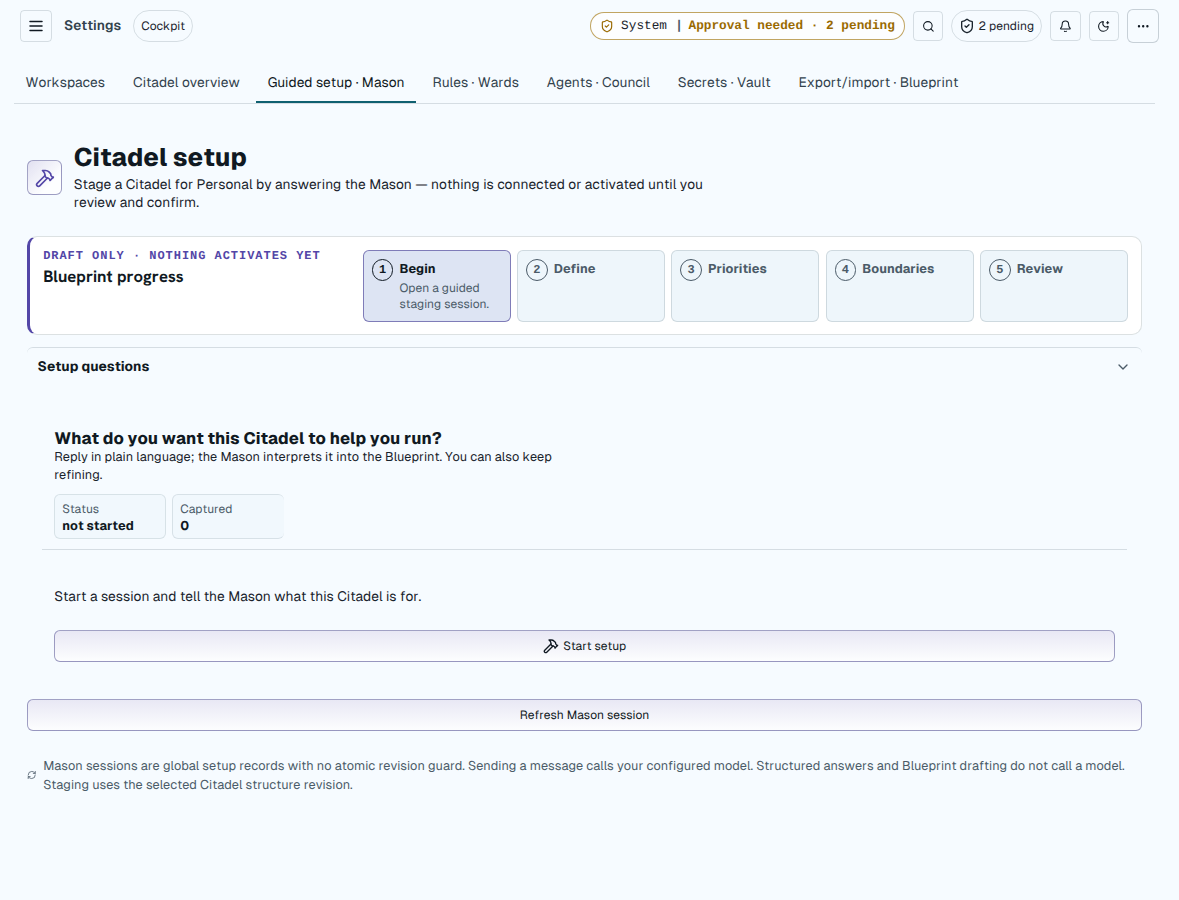 Settings
Cockpit
System | Approval needed · 2 pending
2 pending
Workspaces
Citadel overview
Guided setup · Mason
Rules · Wards
Agents · Council
Secrets · Vault
Export/import · Blueprint
Citadel setup
Stage a Citadel for Personal by answering the Mason — nothing is connected or activated until you
review and confirm.
DRAFT ONLY · NOTHING ACTIVATES YET
Blueprint progress
1 Begin
Open a guided
staging session.
2 Define
3 Priorities
4 Boundaries
5 Review
Setup questions
What do you want this Citadel to help you run?
Reply in plain language; the Mason interprets it into the Blueprint. You can also keep
refining.
Status
not started
Captured
0
Start a session and tell the Mason what this Citadel is for.
Start setup
Refresh Mason session
Mason sessions are global setup records with no atomic revision guard. Sending a message calls your configured model. Structured answers and Blueprint drafting do not call a model.
Staging uses the selected Citadel structure revision.